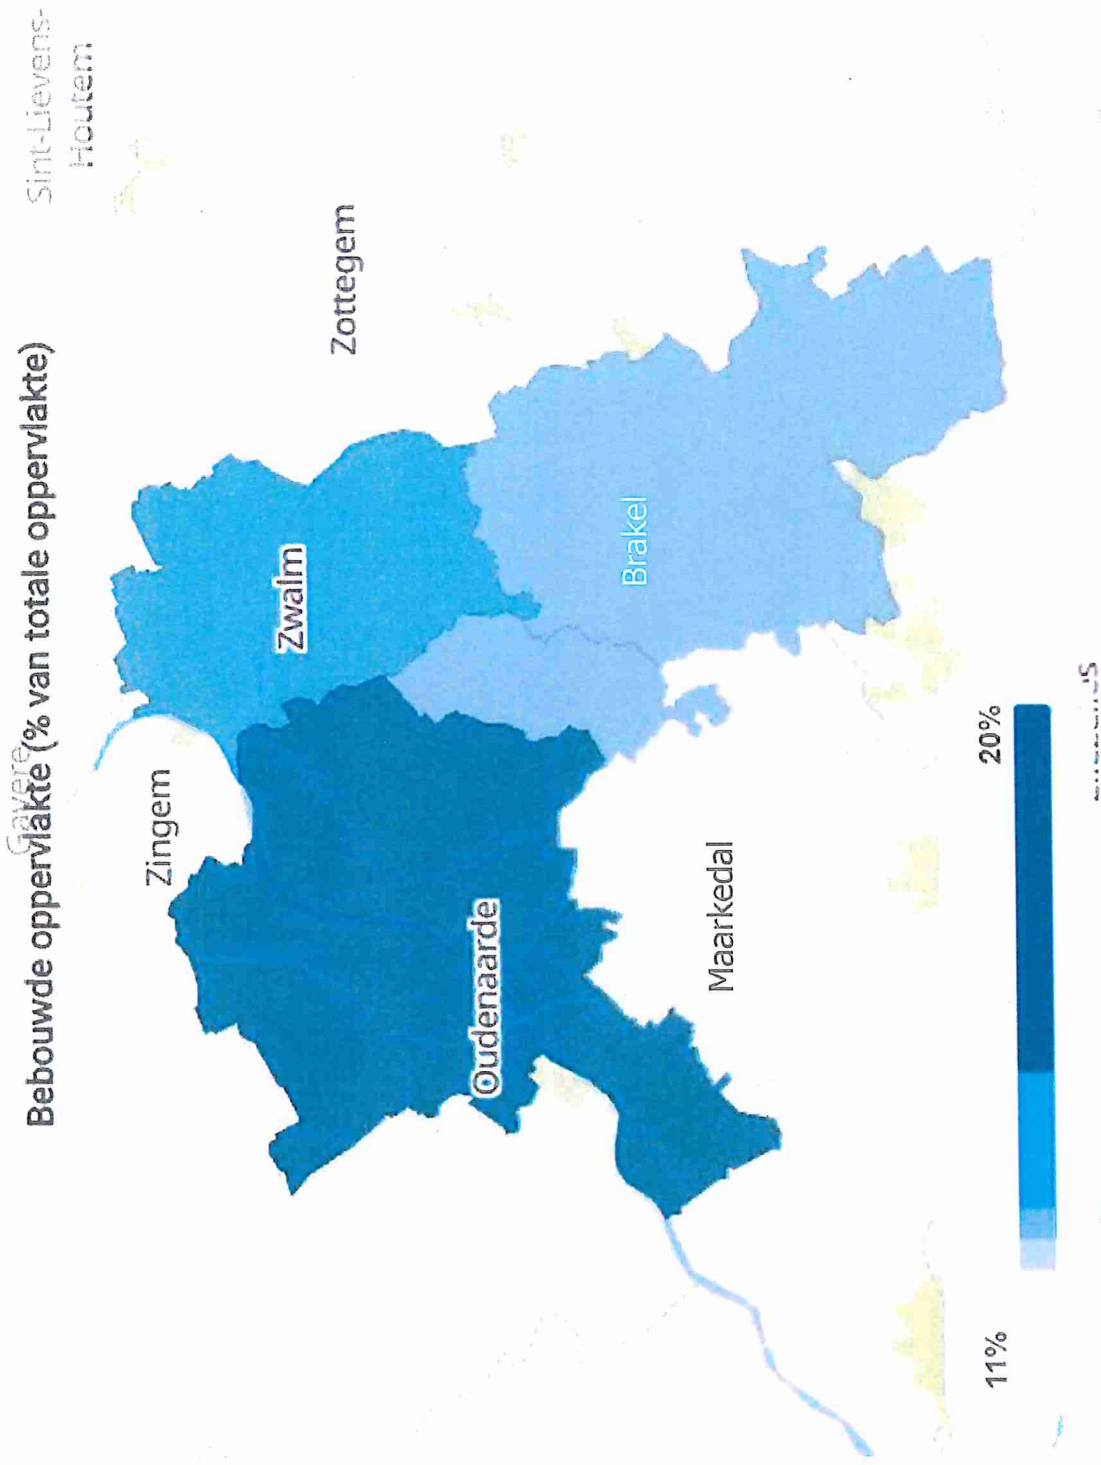 Gavere
Bebouwde oppervlakte (% van totale oppervlakte)
Sint-Lievens-
Houtem
Zingem
Zwalm
Zottegem
Oudenaarde
Brakel
Maarkedal
11%
20%